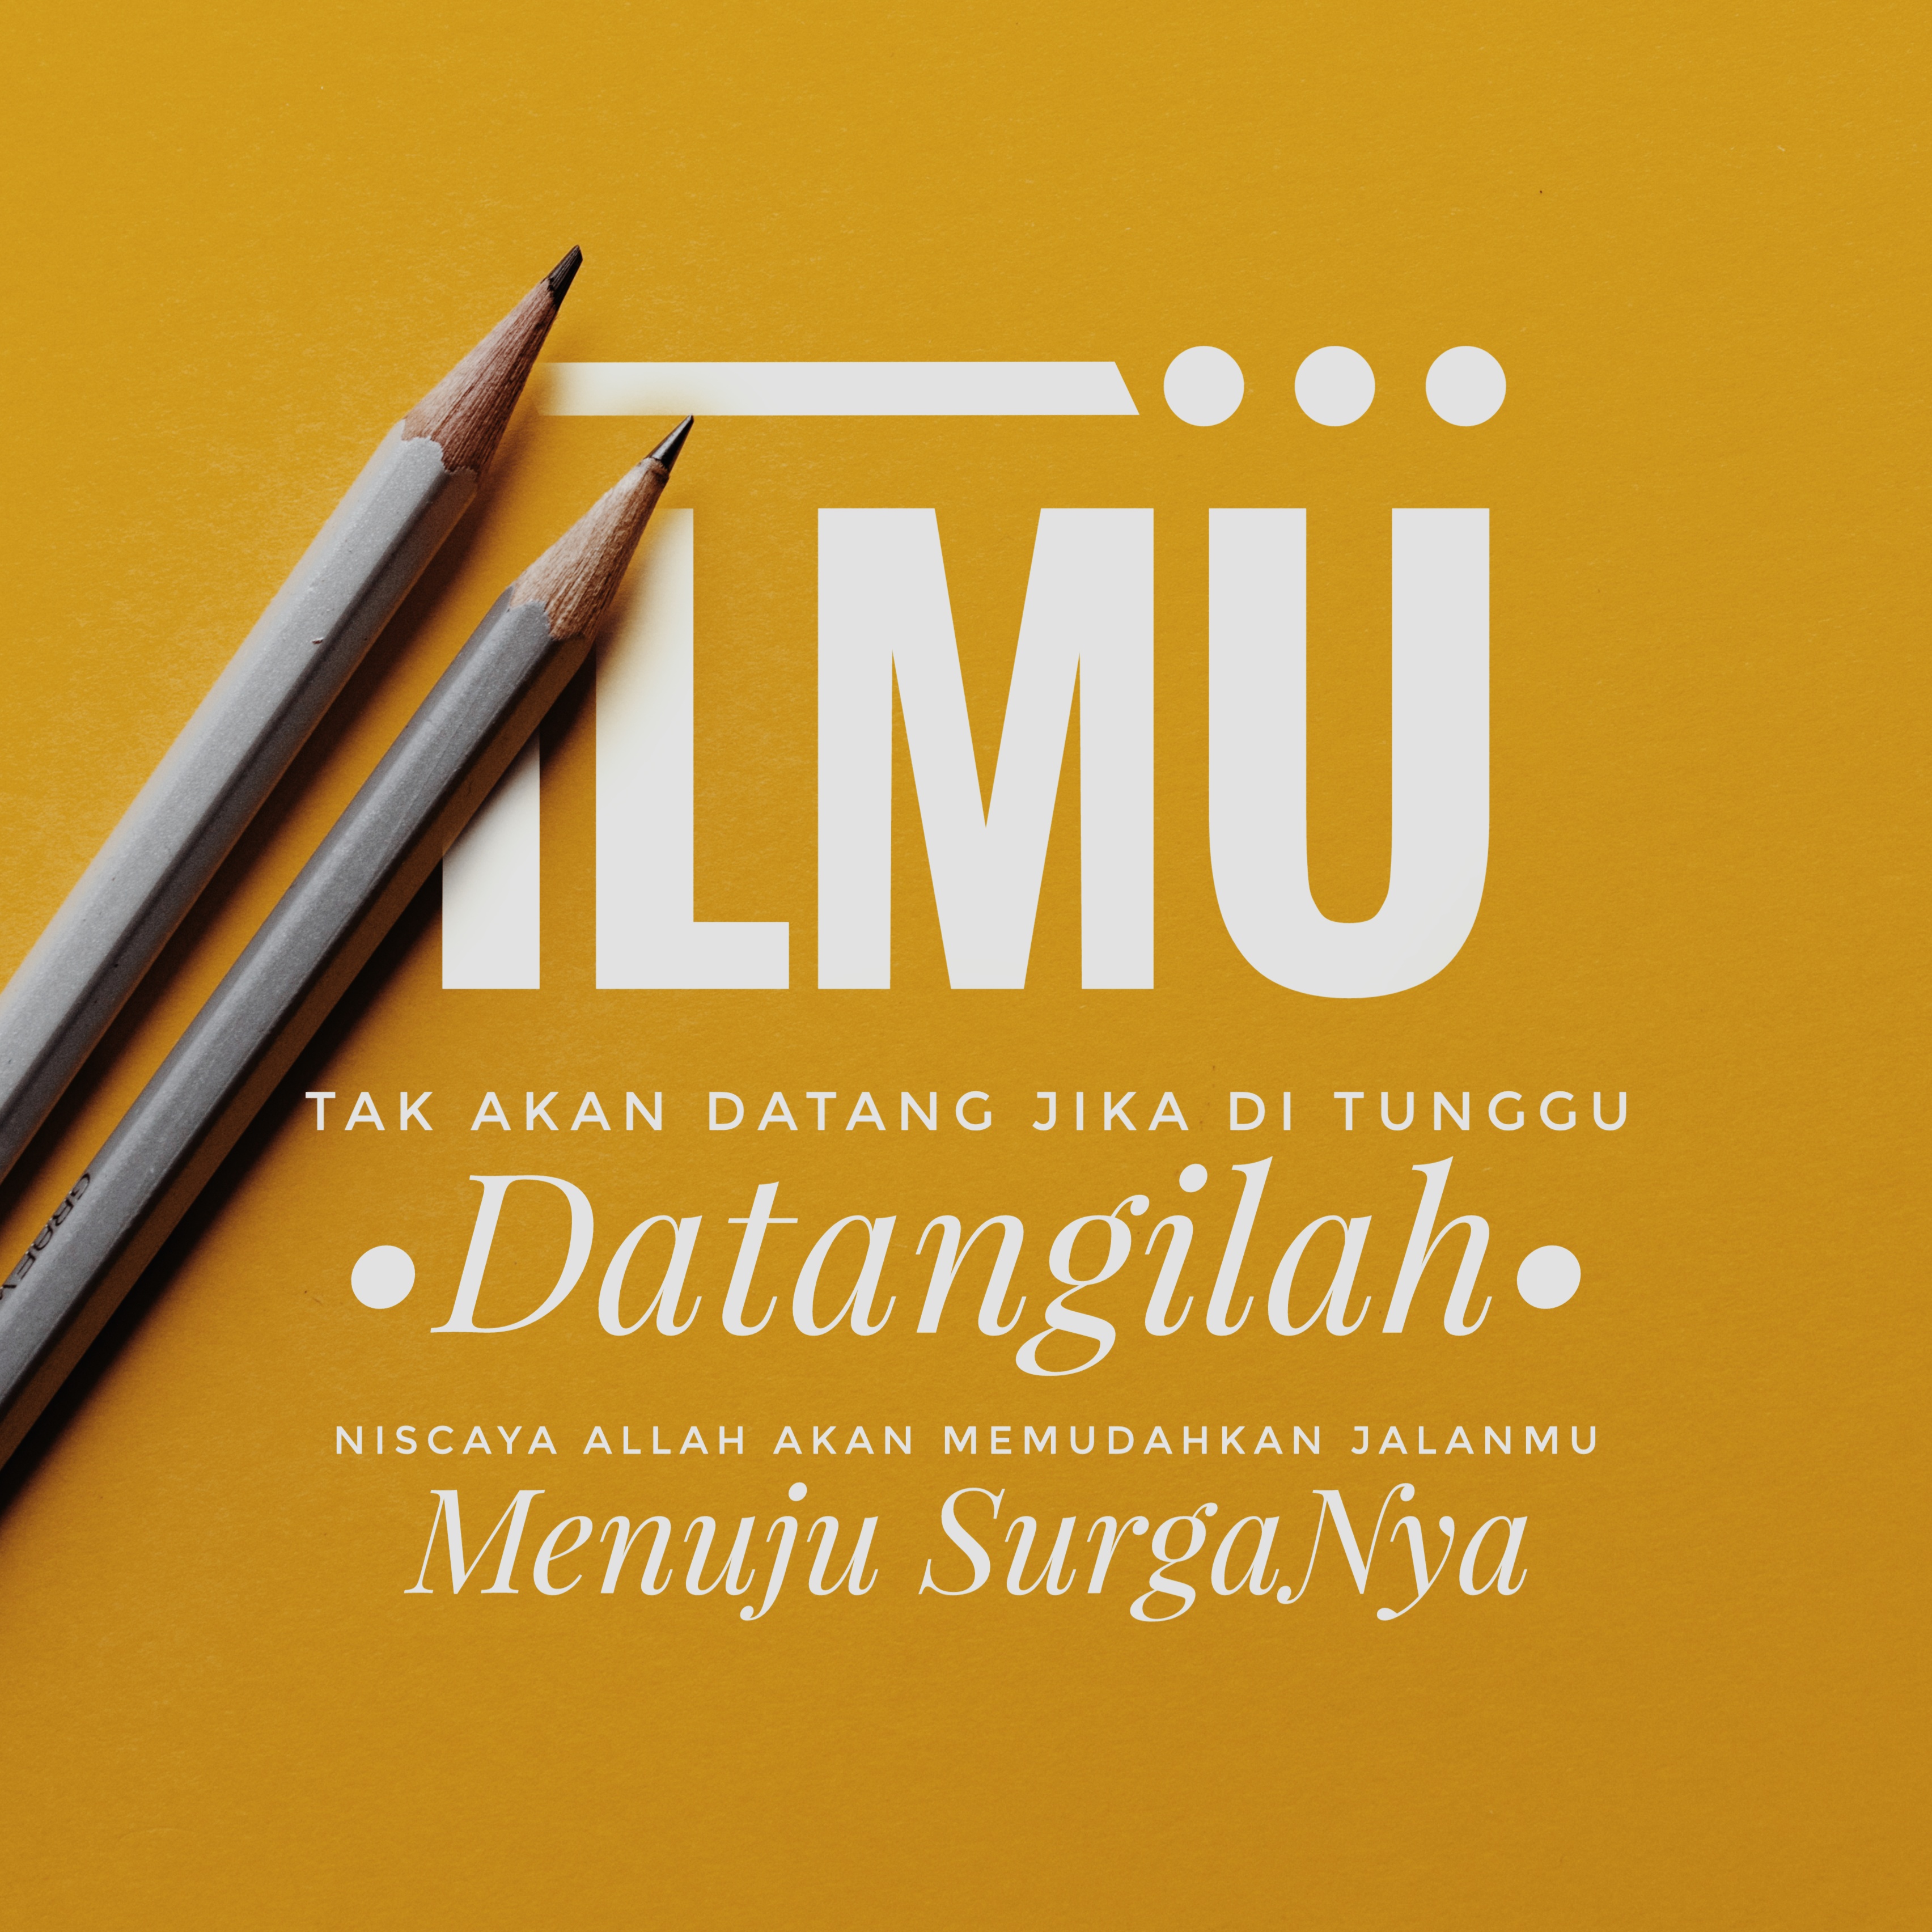 ILMU
TAK AKAN DATANG JIKA DI TUNGGU
Datangilah
NISCAYA ALLAH AKAN MEMUDAHKAN JALANMU
Menuju SurgaNya